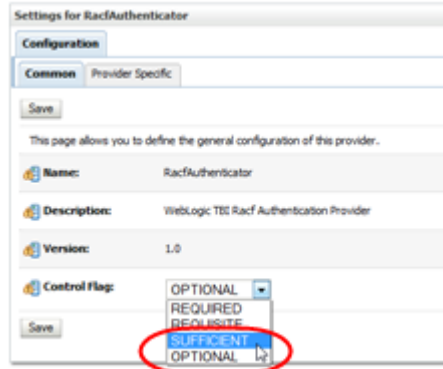 Settings for RacfAuthenticator
Configuration
Common Provider Specific
Save
This page allows you to define the general configuration of this provider.
Name: RacfAuthenticator
Description: WebLogic TBI Racf Authentication Provider
Version: 1.0
Control Flag: OPTIONAL
REQUIRED
REQUISITE
SUFFICIENT
OPTIONAL
Save